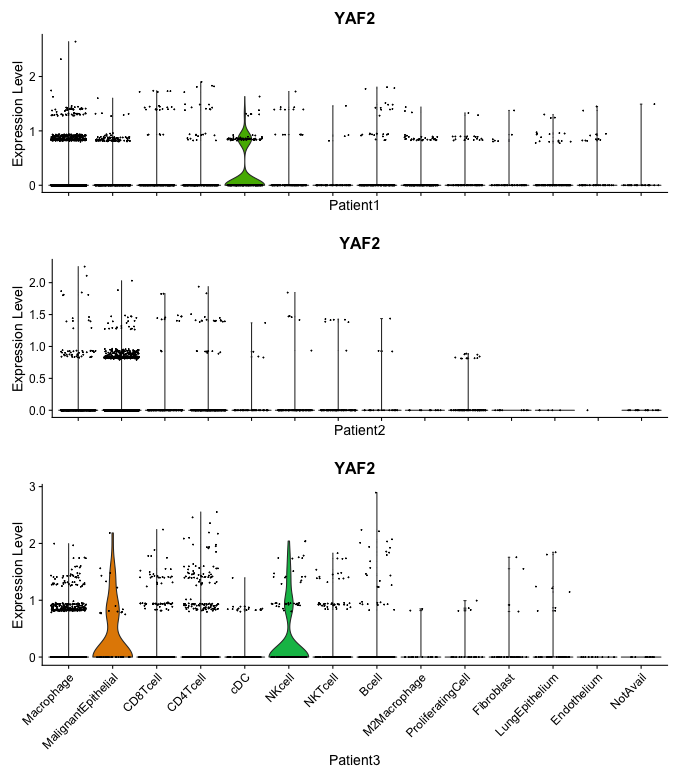 YAF2
Expression Level
2
1
0
Patient1
YAF2
Expression Level
2.0
1.5
1.0
0.5
0.0
Patient2
YAF2
Expression Level
3
2
1
0
Macrophage
MalignantEpithelial
CD8Tcell
CD4Tcell
cDC
NKcell
NKTcell
Bcell
M2Macrophage
ProliferatingCell
Fibroblast
LungEpithelium
Endothelium
NotAvail
Patient3